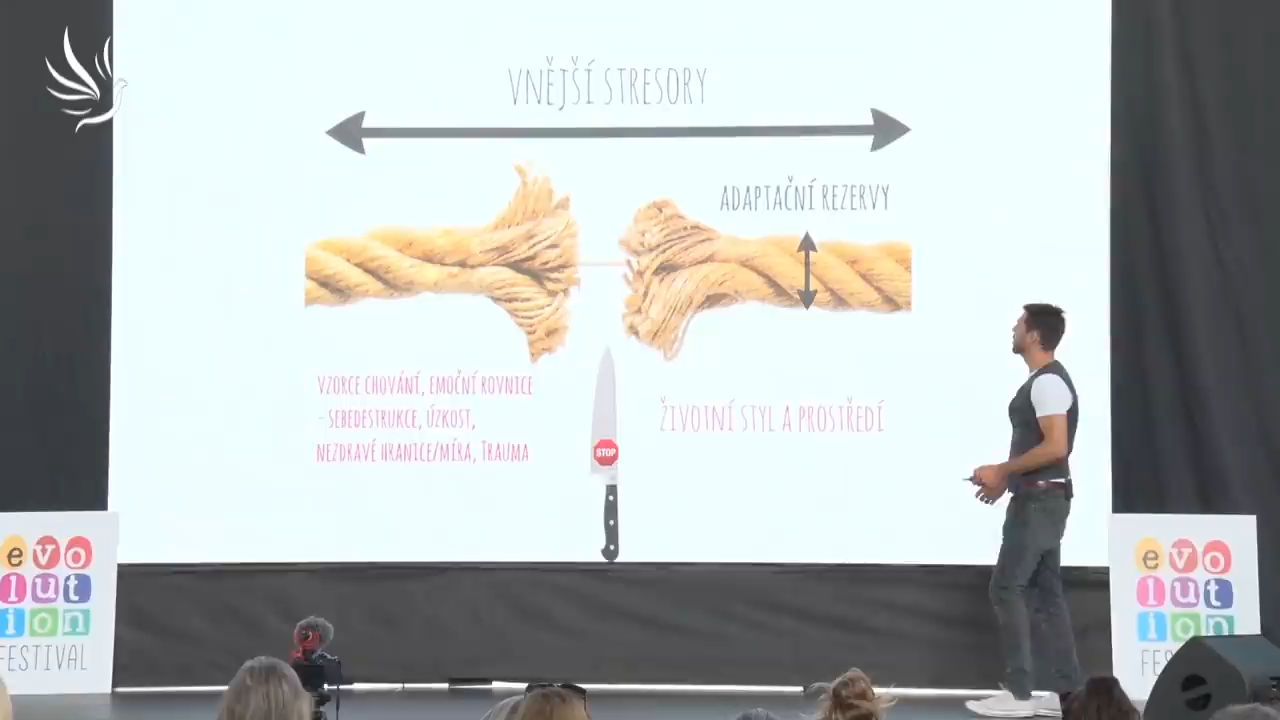 VNĚJŠÍ STRESORY
ADAPTAČNÍ REZERVY
VZORCE CHOVÁNÍ, EMOČNÍ ROVNICE
- SEBEDESTRUKCE, ÚZKOST,
NEZDRAVÉ HRANICE/MÍRA, TRAUMA
STOP
ŽIVOTNÍ STYL A PROSTŘEDÍ
evo
lut
ion
FESTIVAL
evo
lut
ion